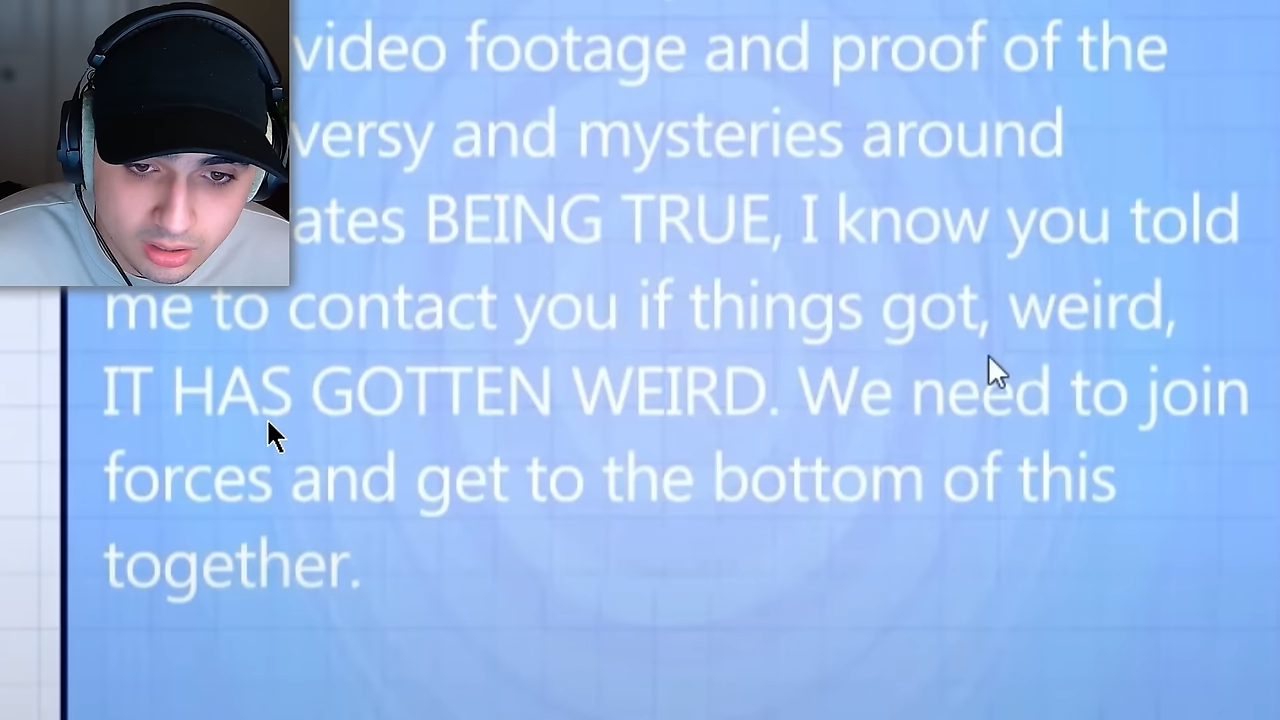 video footage and proof of the
versy and mysteries around
ates BEING TRUE, I know you told
me to contact you if things got, weird,
IT HAS GOTTEN WEIRD. We need to join
forces and get to the bottom of this
together.